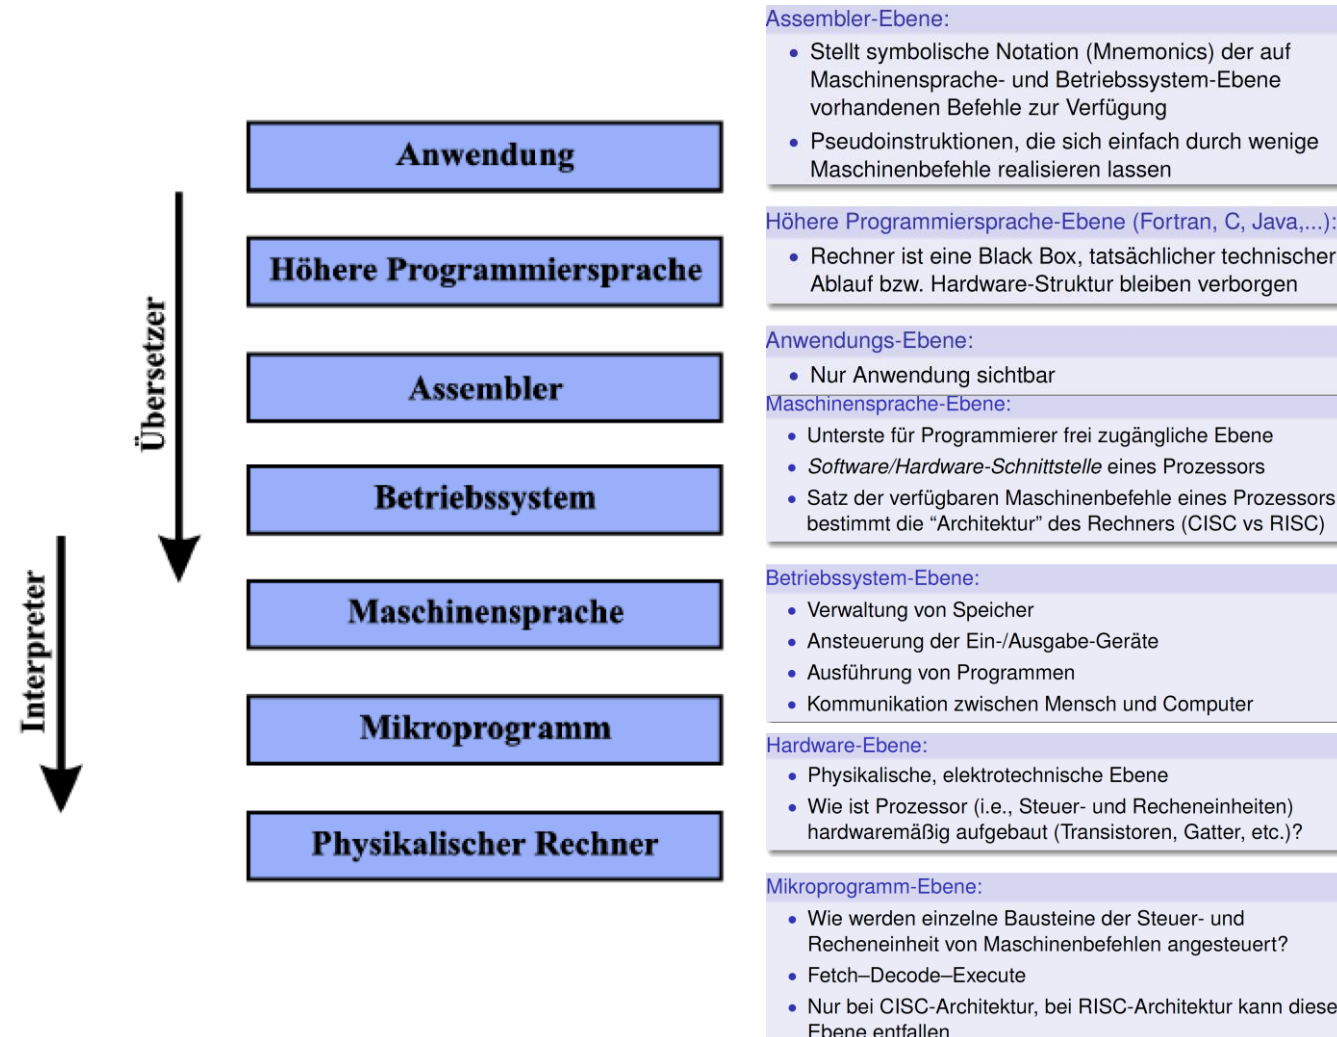 Anwendung
Höhere Programmiersprache
Assembler
Betriebssystem
Maschinensprache
Mikroprogramm
Physikalischer Rechner
Übersetzer
Interpreter
Assembler-Ebene:
• Stellt symbolische Notation (Mnemonics) der auf
Maschinensprache- und Betriebssystem-Ebene
vorhandenen Befehle zur Verfügung
• Pseudoinstruktionen, die sich einfach durch wenige
Maschinenbefehle realisieren lassen
Höhere Programmiersprache-Ebene (Fortran, C, Java,...):
• Rechner ist eine Black Box, tatsächlicher technischer
Ablauf bzw. Hardware-Struktur bleiben verborgen
Anwendungs-Ebene:
• Nur Anwendung sichtbar
Maschinensprache-Ebene:
• Unterste für Programmierer frei zugängliche Ebene
• Software/Hardware-Schnittstelle eines Prozessors
• Satz der verfügbaren Maschinenbefehle eines Prozessors
bestimmt die “Architektur” des Rechners (CISC vs RISC)
Betriebssystem-Ebene:
• Verwaltung von Speicher
• Ansteuerung der Ein-/Ausgabe-Geräte
• Ausführung von Programmen
• Kommunikation zwischen Mensch und Computer
Hardware-Ebene:
• Physikalische, elektrotechnische Ebene
• Wie ist Prozessor (i.e., Steuer- und Recheneinheiten)
hardwaremäßig aufgebaut (Transistoren, Gatter, etc.)?
Mikroprogramm-Ebene:
• Wie werden einzelne Bausteine der Steuer- und
Recheneinheit von Maschinenbefehlen angesteuert?
• Fetch–Decode–Execute
• Nur bei CISC-Architektur, bei RISC-Architektur kann diese
Ebene entfallen